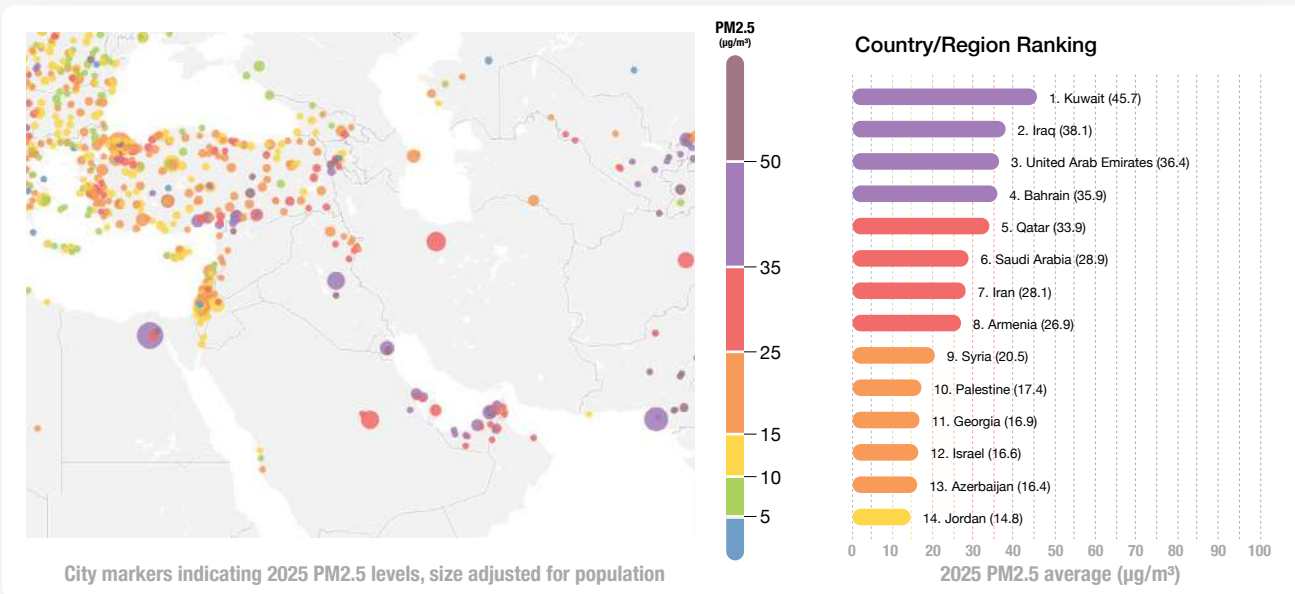 PM2.5
(µg/m³)
50
35
25
15
10
5
City markers indicating 2025 PM2.5 levels, size adjusted for population
Country/Region Ranking
1. Kuwait (45.7)
2. Iraq (38.1)
3. United Arab Emirates (36.4)
4. Bahrain (35.9)
5. Qatar (33.9)
6. Saudi Arabia (28.9)
7. Iran (28.1)
8. Armenia (26.9)
9. Syria (20.5)
10. Palestine (17.4)
11. Georgia (16.9)
12. Israel (16.6)
13. Azerbaijan (16.4)
14. Jordan (14.8)
0 10 20 30 40 50 60 70 80 90 100
2025 PM2.5 average (µg/m³)